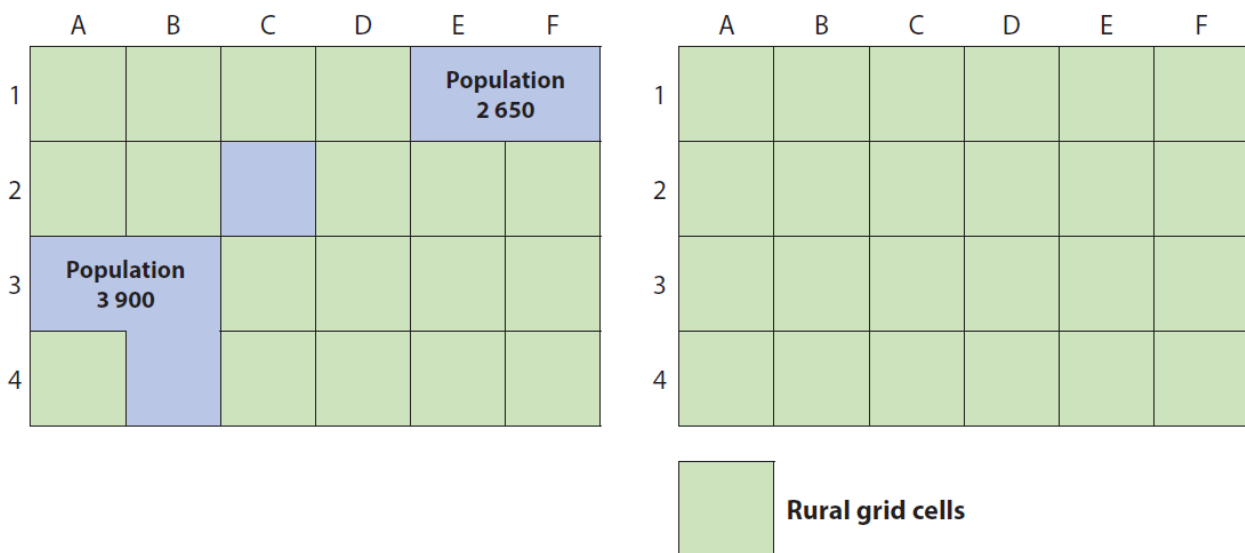 A B C D E F
1 Population
2 650
2
3 Population
3 900
4
A B C D E F
1
2
3
4
Rural grid cells